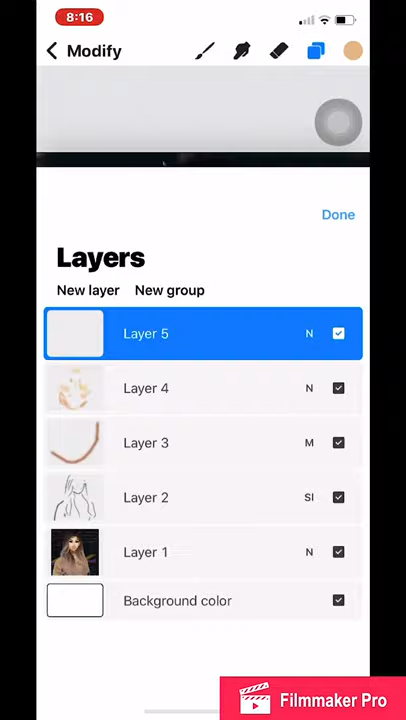 8:16
Modify
Done
Layers
New layer New group
Layer 5 N
Layer 4 N
Layer 3 M
Layer 2 SI
Layer 1 N
Background color
Filmmaker Pro